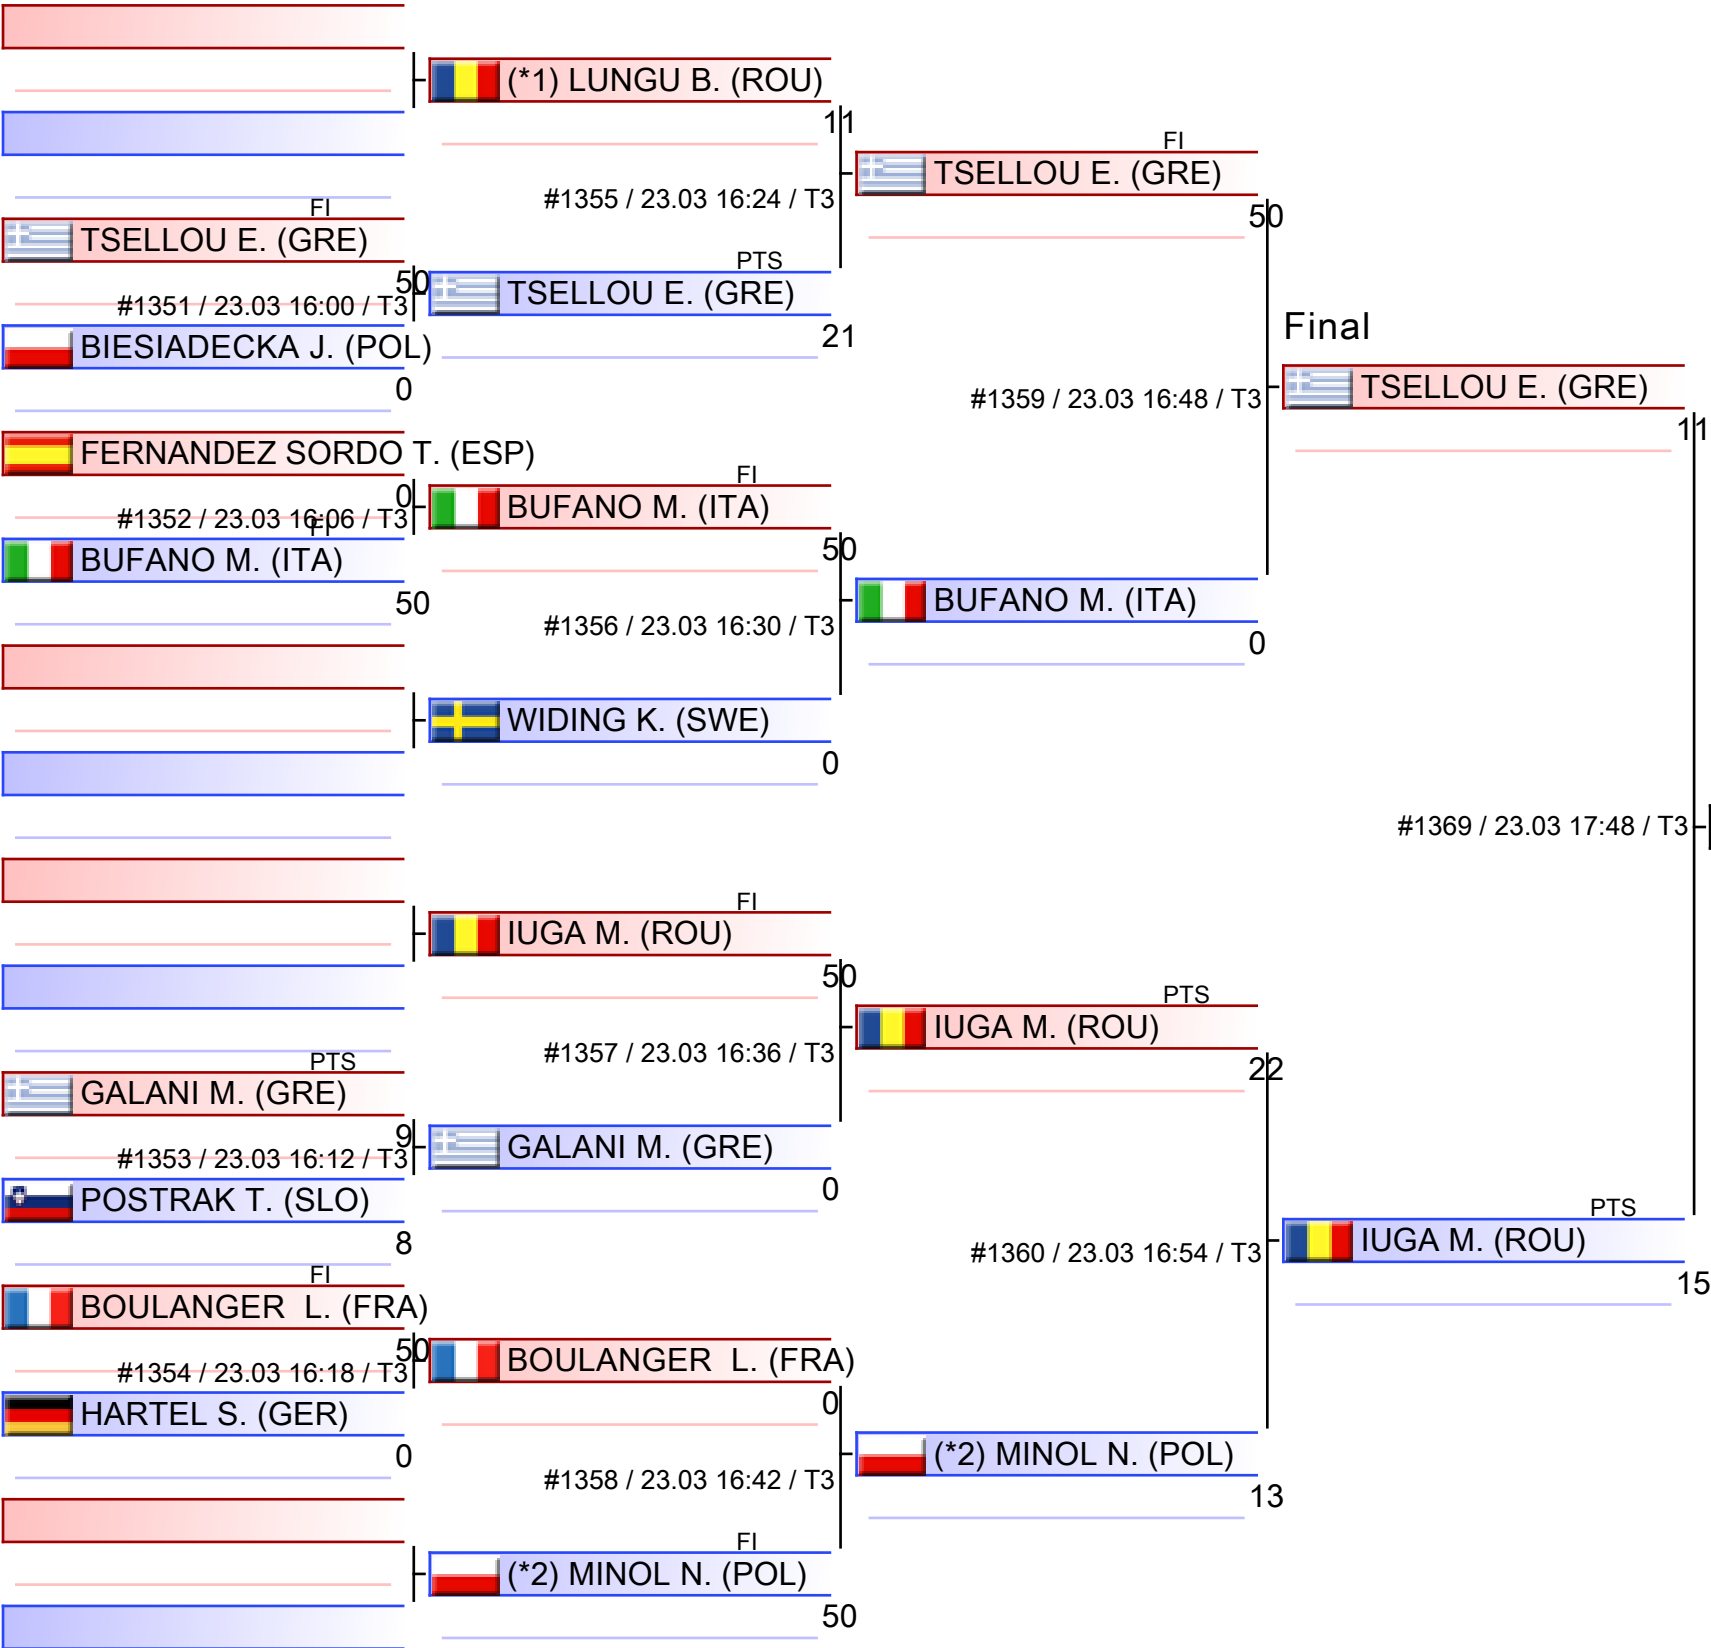 (*1) LUNGU B. (ROU)
11
#1355 / 23.03 16:24 / T3
FI
TSELLOU E. (GRE)
50
#1351 / 23.03 16:00 / T3
BIESIADECKA J. (POL)
0
PTS
TSELLOU E. (GRE)
21
FI
TSELLOU E. (GRE)
50
#1359 / 23.03 16:48 / T3
Final
TSELLOU E. (GRE)
11
FERNANDEZ SORDO T. (ESP)
0
#1352 / 23.03 16:06 / T3
FI
BUFANO M. (ITA)
50
FI
BUFANO M. (ITA)
50
#1356 / 23.03 16:30 / T3
BUFANO M. (ITA)
0
WIDING K. (SWE)
0
#1369 / 23.03 17:48 / T3
FI
IUGA M. (ROU)
50
#1357 / 23.03 16:36 / T3
PTS
IUGA M. (ROU)
22
PTS
GALANI M. (GRE)
9
#1353 / 23.03 16:12 / T3
POSTRAK T. (SLO)
8
GALANI M. (GRE)
0
#1360 / 23.03 16:54 / T3
PTS
IUGA M. (ROU)
15
FI
BOULANGER  L. (FRA)
50
#1354 / 23.03 16:18 / T3
HARTEL S. (GER)
0
BOULANGER  L. (FRA)
0
#1358 / 23.03 16:42 / T3
(*2) MINOL N. (POL)
13
FI
(*2) MINOL N. (POL)
50